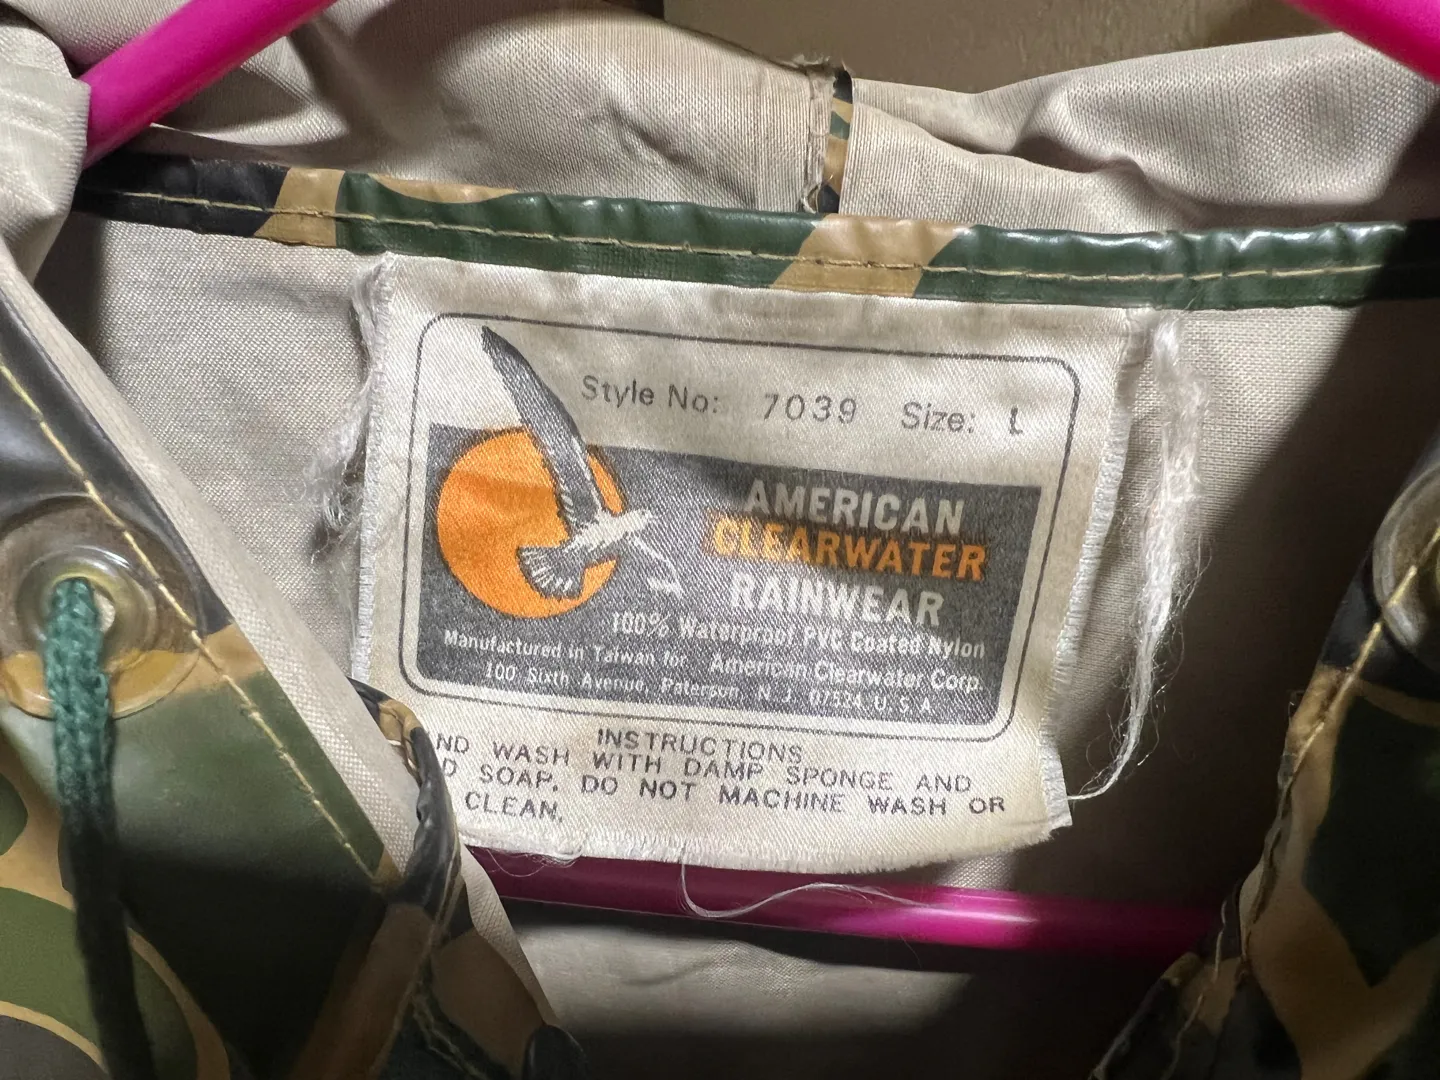 Style No: 7039 Size: L
AMERICAN
CLEARWATER
RAINWEAR
100% Waterproof PVC Coated Nylon
Manufactured in Taiwan for American Clearwater Corp.
100 Sixth Avenue, Paterson, N.J. 07524 U.S.A
INSTRUCTIONS
ND WASH WITH DAMP SPONGE AND
D SOAP. DO NOT MACHINE WASH OR
CLEAN.